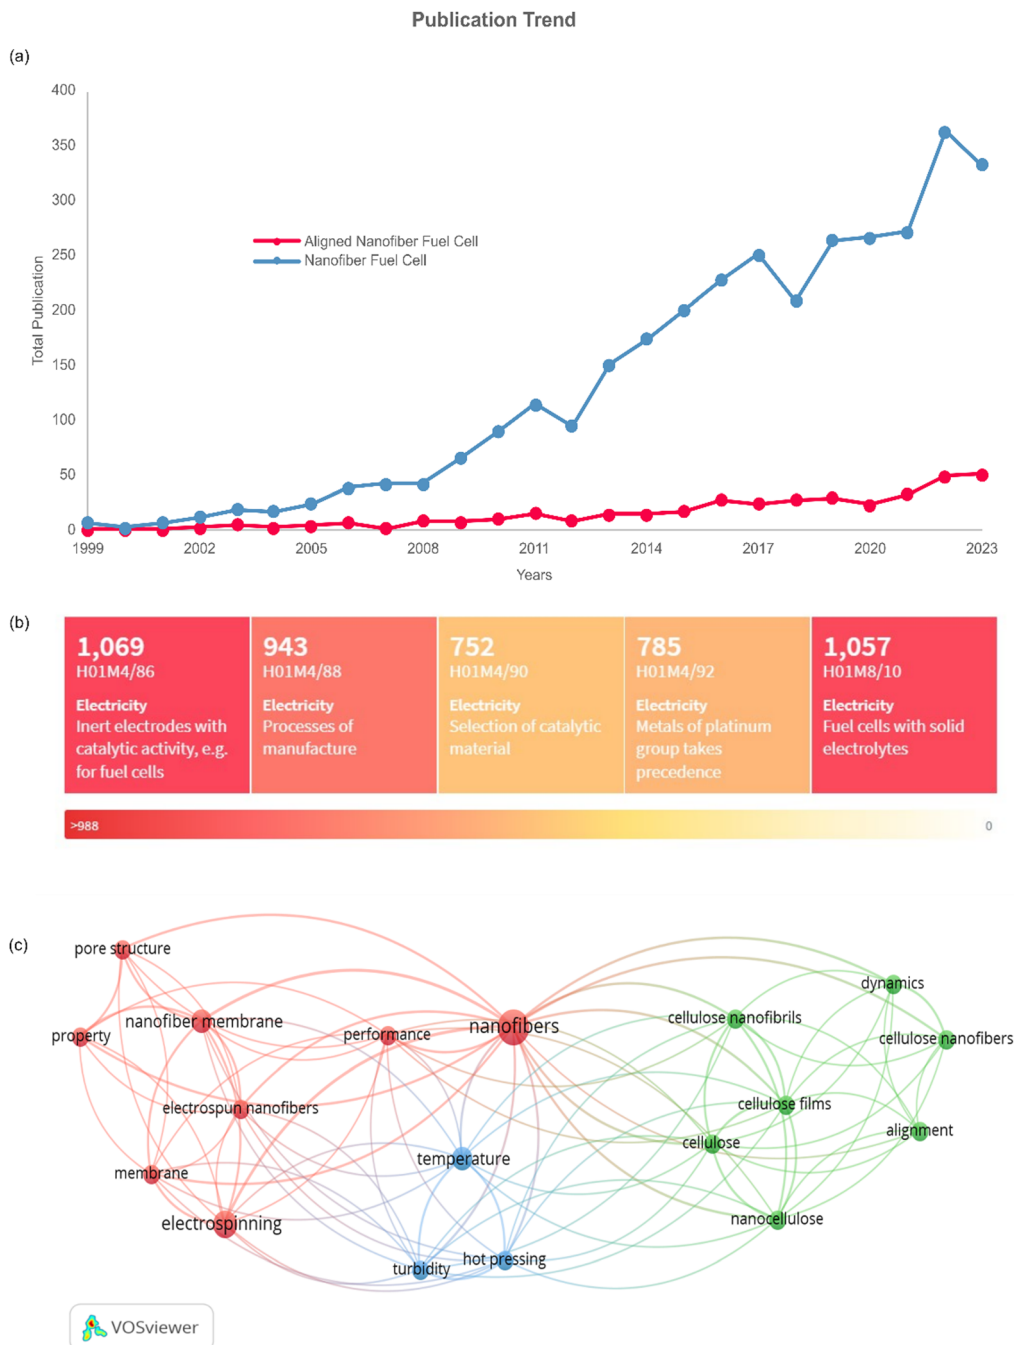 Publication Trend
(a)
400
350
300
250
200
150
100
50
0
Total Publication
Aligned Nanofiber Fuel Cell
Nanofiber Fuel Cell
1999
2002
2005
2008
2011
2014
2017
2020
2023
Years
(b)
1,069
H01M4/86
Electricity
Inert electrodes with
catalytic activity, e.g.
for fuel cells
943
H01M4/88
Electricity
Processes of
manufacture
752
H01M4/90
Electricity
Selection of catalytic
material
785
H01M4/92
Electricity
Metals of platinum
group takes
precedence
1,057
H01M8/10
Electricity
Fuel cells with solid
electrolytes
>988
0
(c)
pore structure
property
nanofiber membrane
performance
nanofibers
electrospun nanofibers
membrane
electrospinning
temperature
turbidity
hot pressing
dynamics
cellulose nanofibrils
cellulose nanofibers
cellulose films
alignment
cellulose
nanocellulose
VOSviewer